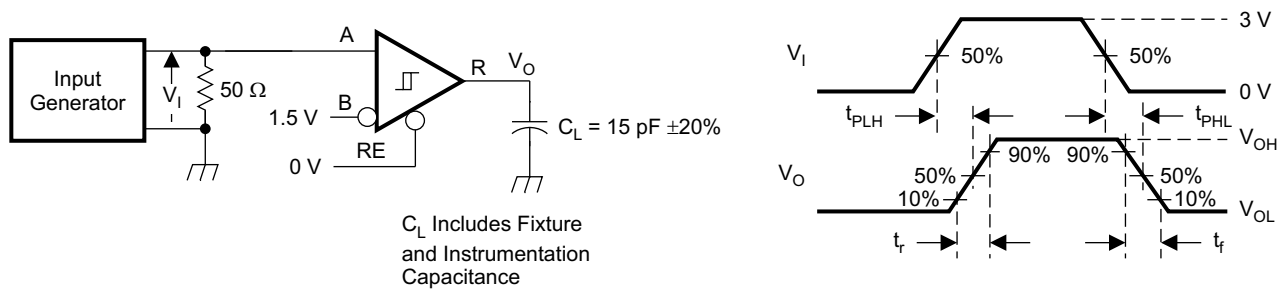 Input
Generator
V_I
50 Ω
A
B
1.5 V
RE
0 V
R
V_O
C_L = 15 pF ±20%
C_L Includes Fixture
and Instrumentation
Capacitance
V_I
50%
50%
3 V
0 V
t_PLH
t_PHL
V_O
90%
90%
50%
50%
10%
10%
V_OH
V_OL
t_r
t_f